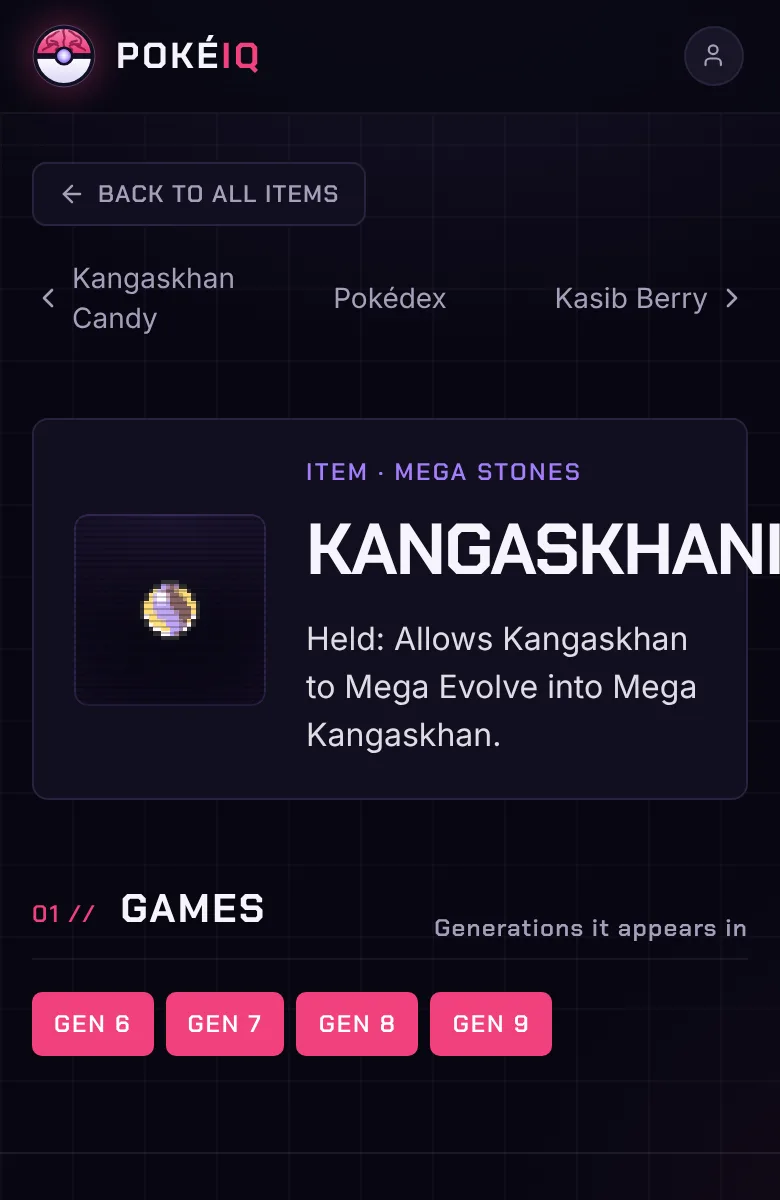 POKÉIQ
BACK TO ALL ITEMS
Kangaskhan
Candy
Pokédex
Kasib Berry
ITEM · MEGA STONES
KANGASKHANI
Held: Allows Kangaskhan
to Mega Evolve into Mega
Kangaskhan.
01 // GAMES
Generations it appears in
GEN 6
GEN 7
GEN 8
GEN 9